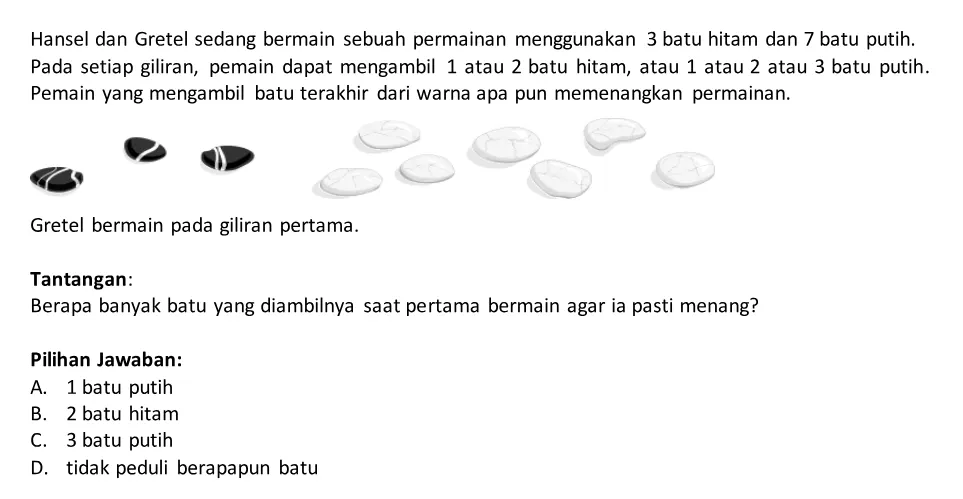 Hansel dan Gretel sedang bermain sebuah permainan menggunakan 3 batu hitam dan 7 batu putih.
Pada setiap giliran, pemain dapat mengambil 1 atau 2 batu hitam, atau 1 atau 2 atau 3 batu putih.
Pemain yang mengambil batu terakhir dari warna apa pun memenangkan permainan.
Gretel bermain pada giliran pertama.
Tantangan:
Berapa banyak batu yang diambilnya saat pertama bermain agar ia pasti menang?
Pilihan Jawaban:
A. 1 batu putih
B. 2 batu hitam
C. 3 batu putih
D. tidak peduli berapapun batu